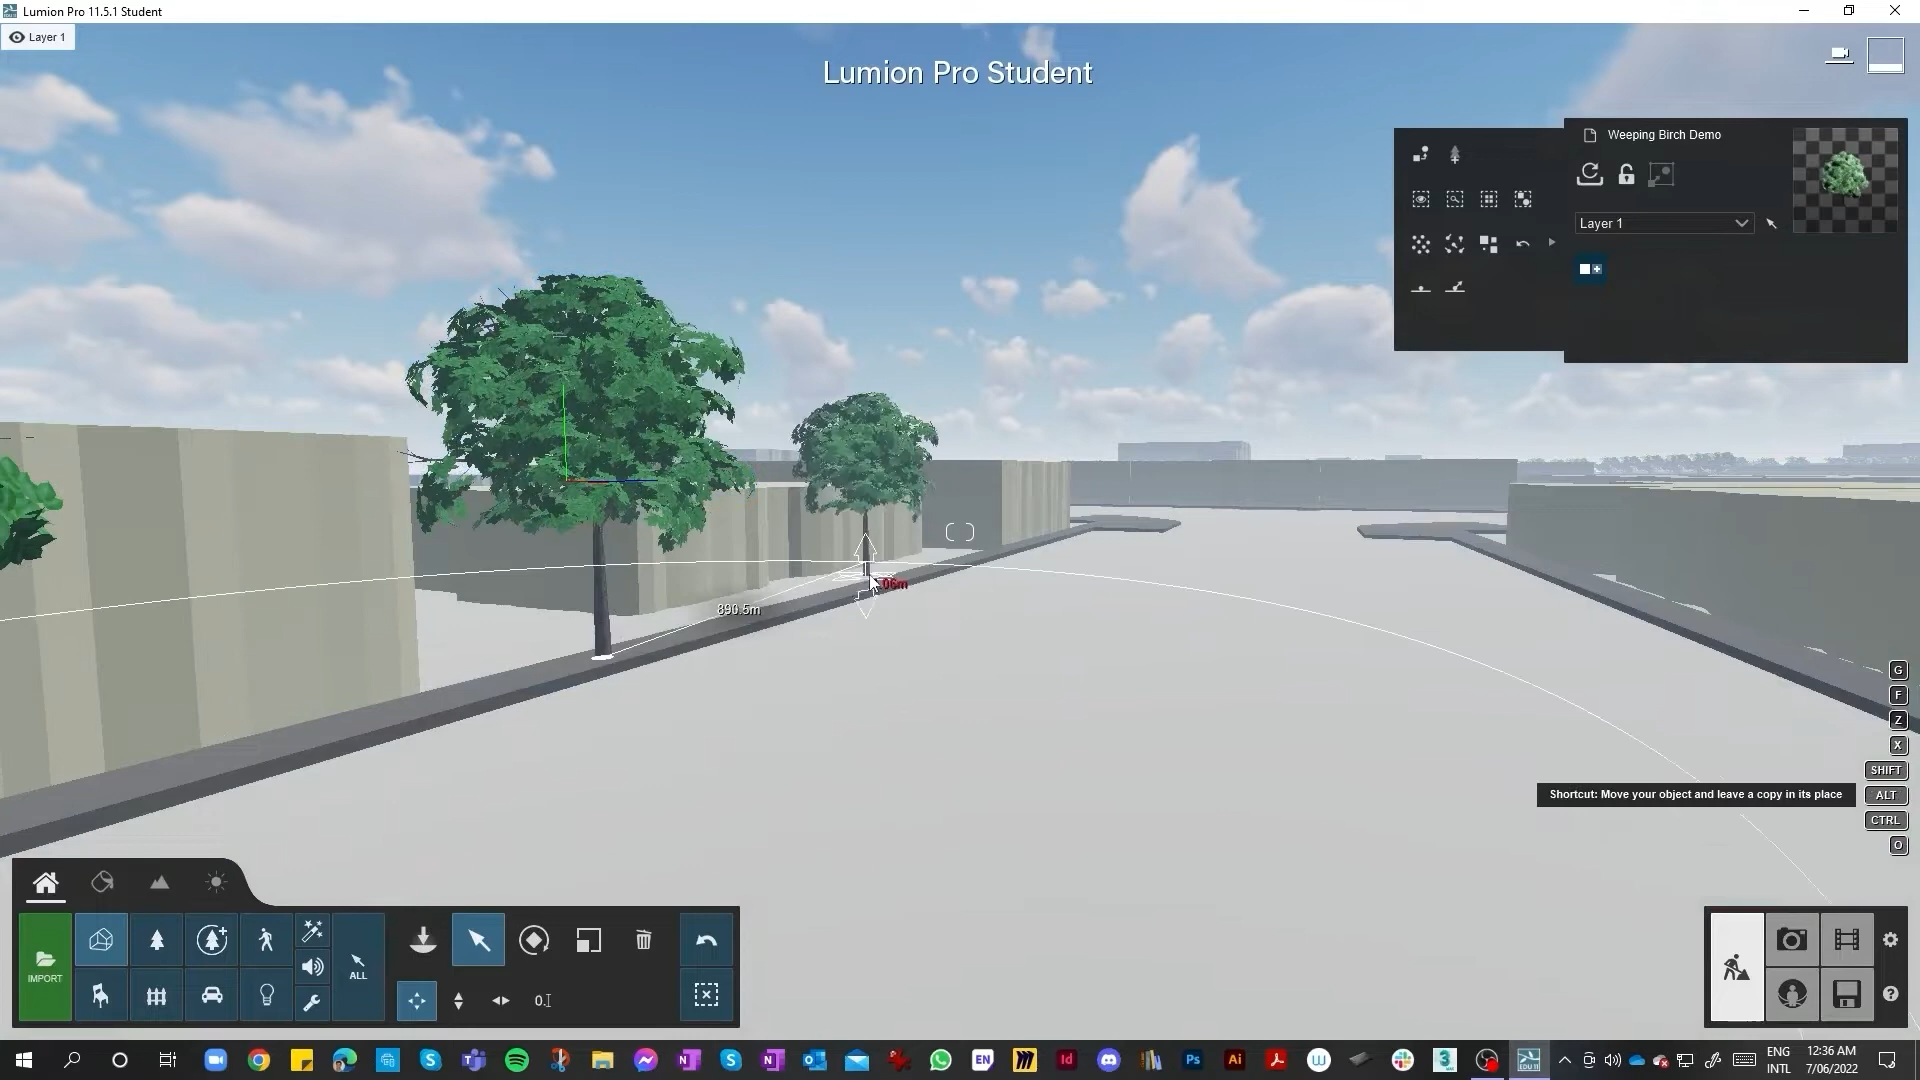 Lumion Pro 11.5.1 Student
Layer 1
Lumion Pro Student
Weeping Birch Demo
Layer 1
890.5m
06m
G
F
Z
X
SHIFT
Shortcut: Move your object and leave a copy in its place
ALT
CTRL
O
IMPORT
ALL
ENG
INTL
12:36 AM
7/06/2022